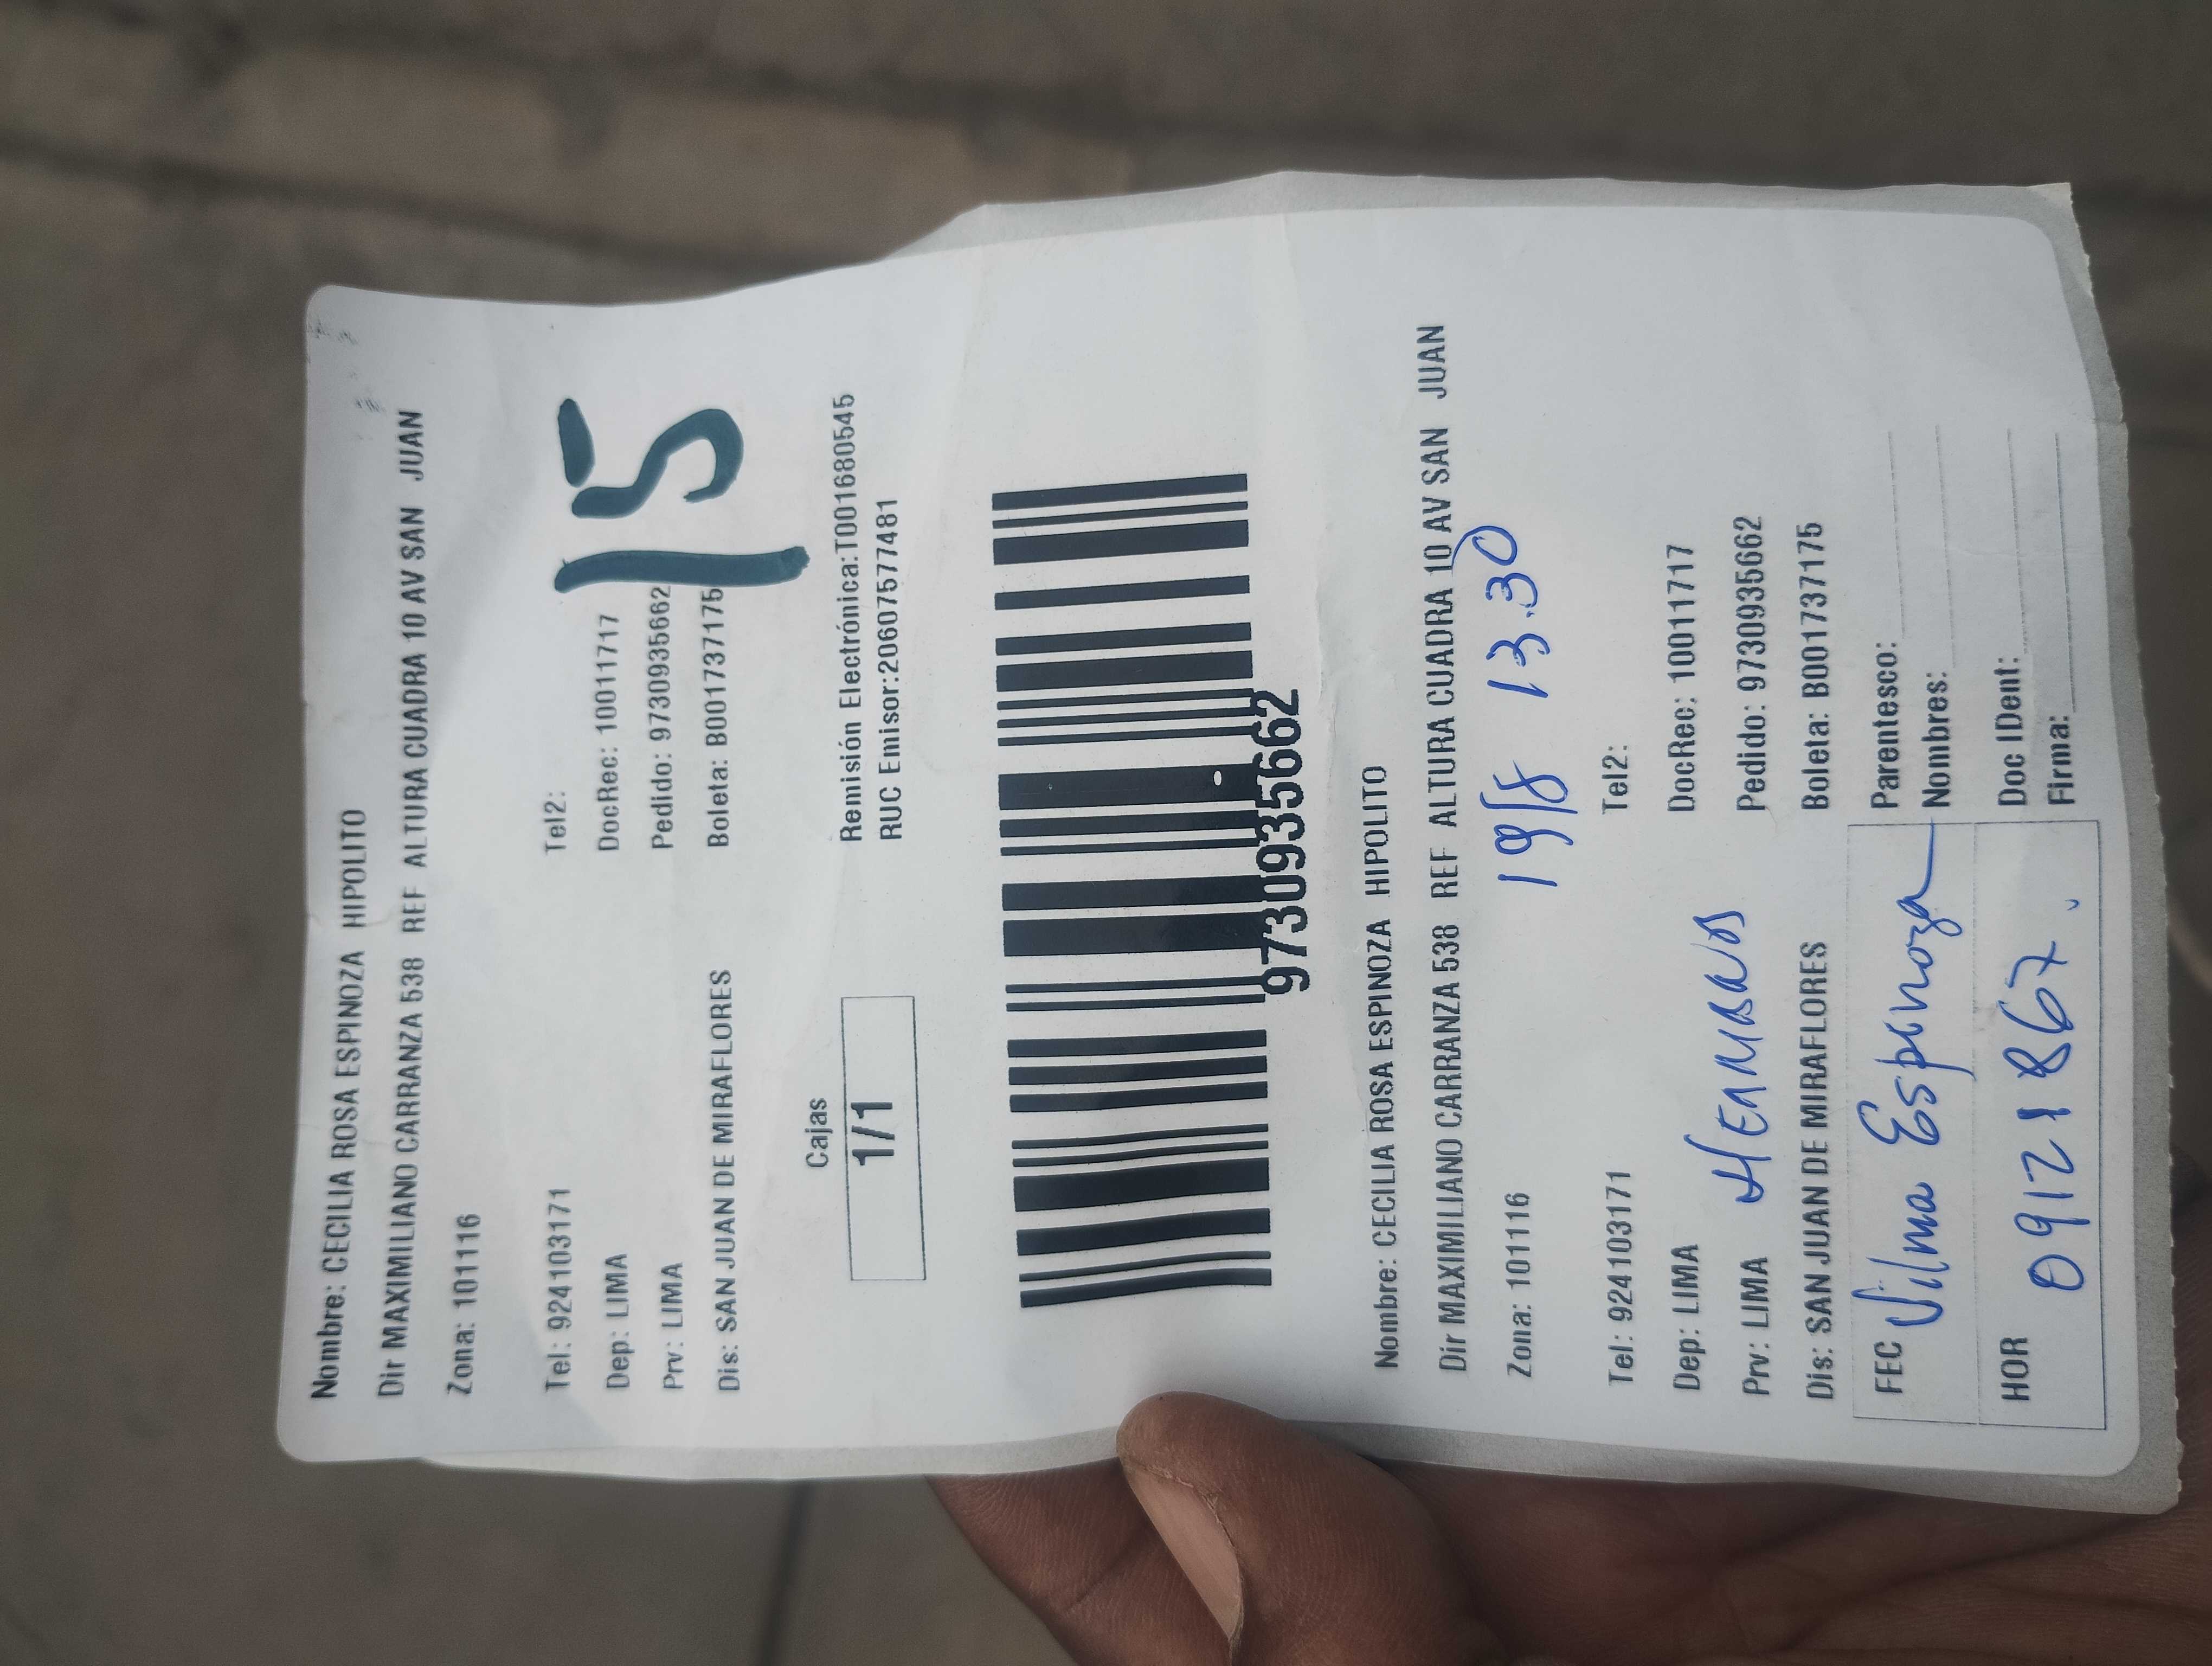 Nombre: CECILIA ROSA ESPINOZA HIPOLITO
Dir MAXIMILIANO CARRANZA 538 REF ALTURA CUADRA 10 AV SAN JUAN
Zona: 101116
Tel: 924103171 Tel2:
Dep: LIMA DocRec: 10011717
Prv: LIMA Pedido: 9730935662
Dis: SAN JUAN DE MIRAFLORES Boleta: B001737175
15
Cajas
1/1
Remisión Electrónica:T001680545
RUC Emisor:20607577481
9730935662
Nombre: CECILIA ROSA ESPINOZA HIPOLITO
Dir MAXIMILIANO CARRANZA 538 REF ALTURA CUADRA 10 AV SAN JUAN
Zona: 101116 19/8 13.30
Tel: 924103171 Tel2:
Dep: LIMA DocRec: 10011717
Prv: LIMA Pedido: 9730935662
Dis: SAN JUAN DE MIRAFLORES Boleta: B001737175
FEC Vilma Espinoza Parentesco:
Nombres:
HOR 09121867. Doc IDent:
Firma: